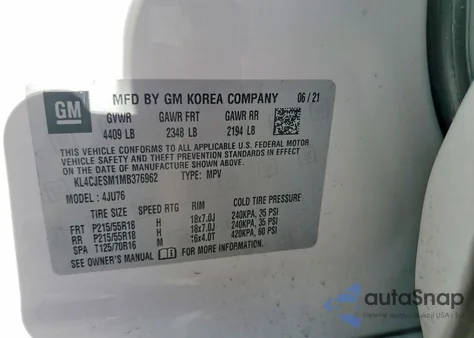 GM
MFD BY GM KOREA COMPANY 06/21
GVWR GAWR FRT GAWR RR
4409 LB 2348 LB 2194 LB
THIS VEHICLE CONFORMS TO ALL APPLICABLE U.S. FEDERAL MOTOR
VEHICLE SAFETY, BUMPER, AND THEFT PREVENTION STANDARDS IN EFFECT ON THE
DATE OF MANUFACTURE SHOWN ABOVE.
KL4CJESM1MB376962 TYPE: MPV
MODEL: 4JU76
TIRE SIZE SPEED RTG RIM COLD TIRE PRESSURE
FRT P215/55R18 H 18x7.0J 240KPA, 35 PSI
RR P215/55R18 H 18x7.0J 240KPA, 35 PSI
SPA T125/70R16 M 16x4.0T 420KPA, 60 PSI
SEE OWNER'S MANUAL FOR MORE INFORMATION.
autoSnap